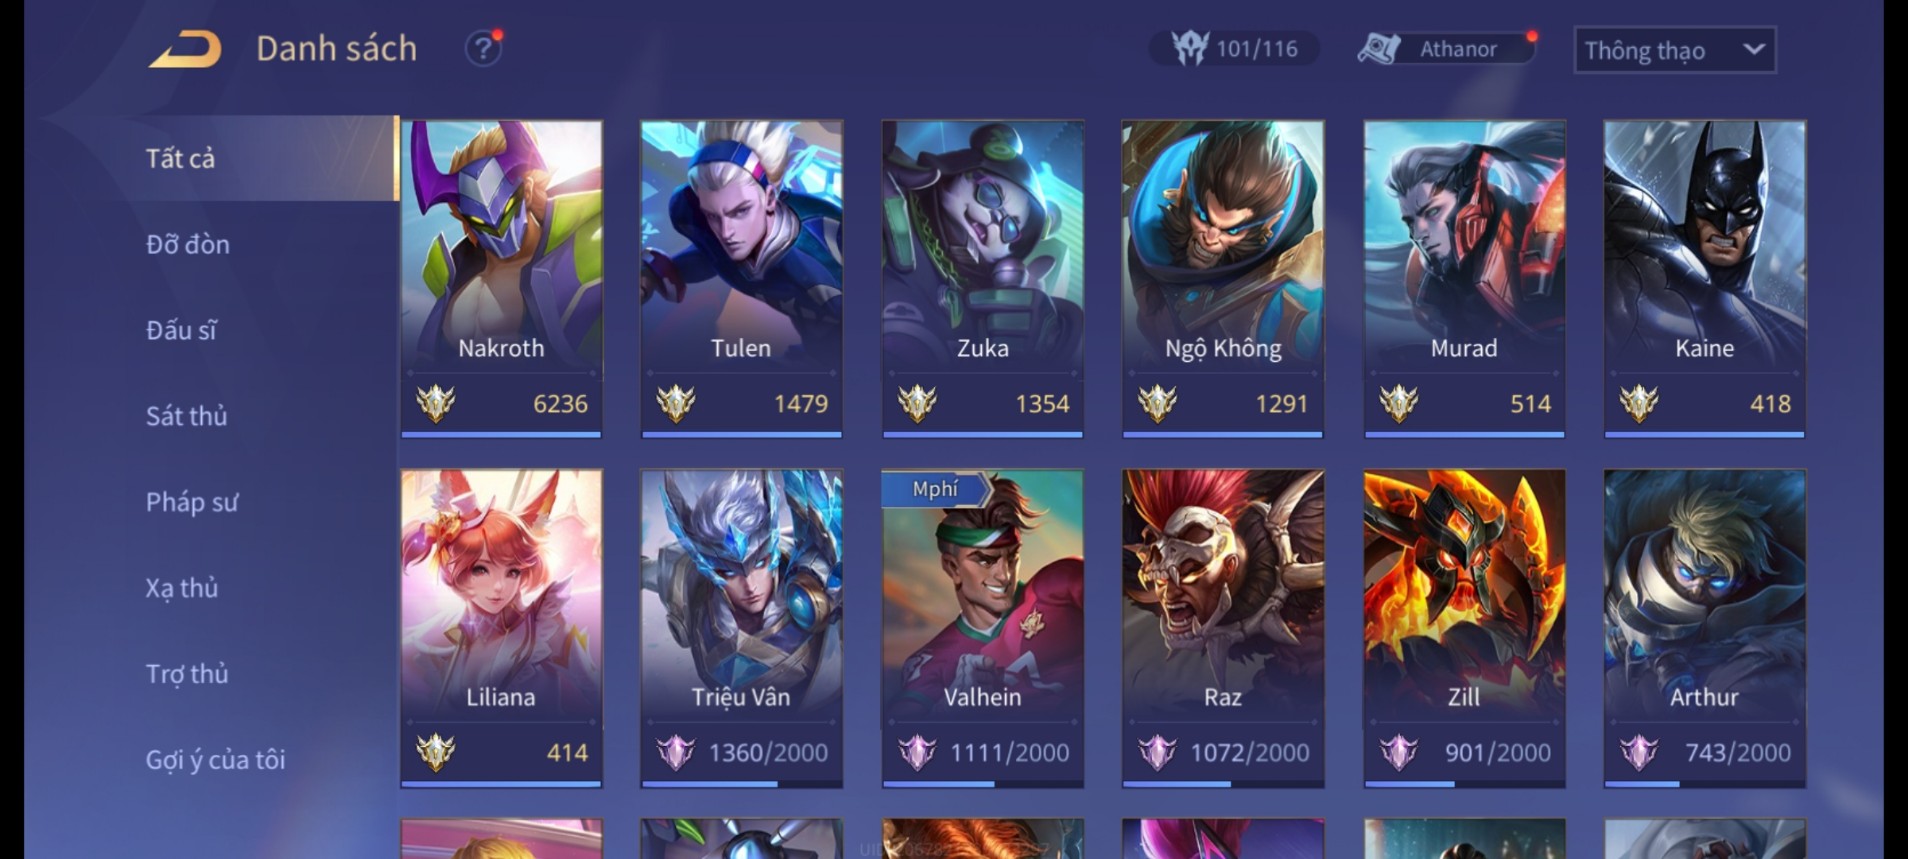 Danh sách
?
101/116
Athanor
Thông thạo
Tất cả
Đỡ đòn
Đấu sĩ
Sát thủ
Pháp sư
Xạ thủ
Trợ thủ
Gợi ý của tôi
Nakroth
Tulen
Zuka
Ngộ Không
Murad
Kaine
6236
1479
1354
1291
514
418
Mphí
Liliana
Triệu Vân
Valhein
Raz
Zill
Arthur
414
1360/2000
1111/2000
1072/2000
901/2000
743/2000